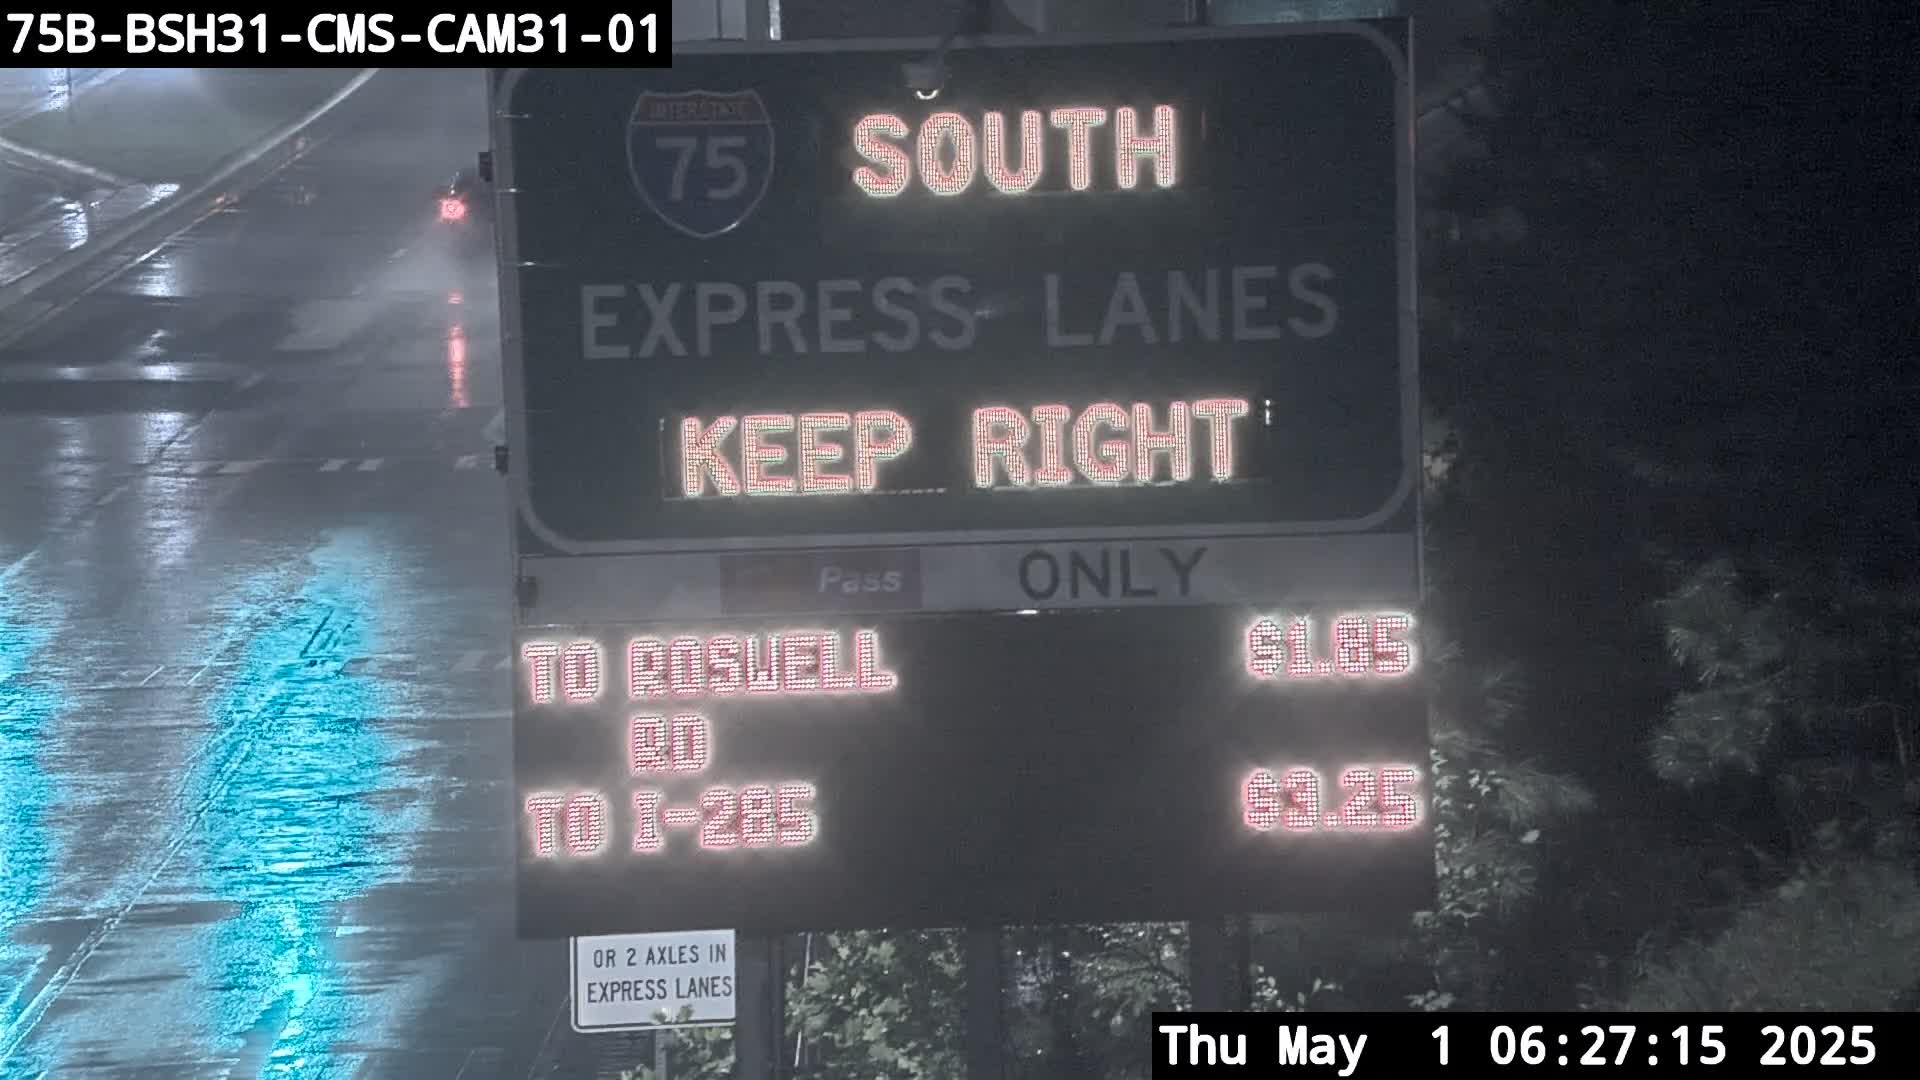 75B-BSH31-CMS-CAM31-01
INTERSTATE
75
SOUTH
EXPRESS LANES
KEEP RIGHT
Pass ONLY
TO ROSWELL $1.85
RD
TO I-285 $3.25
OR 2 AXLES IN
EXPRESS LANES
Thu May 1 06:27:15 2025